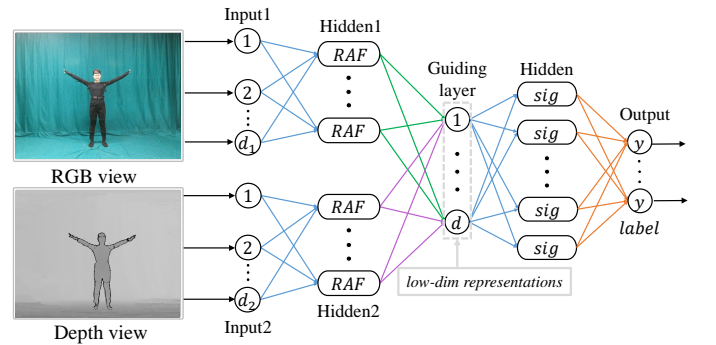 Input1
1
2
d₁
RGB view
Hidden1
RAF
RAF
1
2
d₂
Input2
Depth view
RAF
RAF
Hidden2
Guiding
layer
1
d
low-dim representations
Hidden
sig
sig
sig
sig
Output
y
y
label